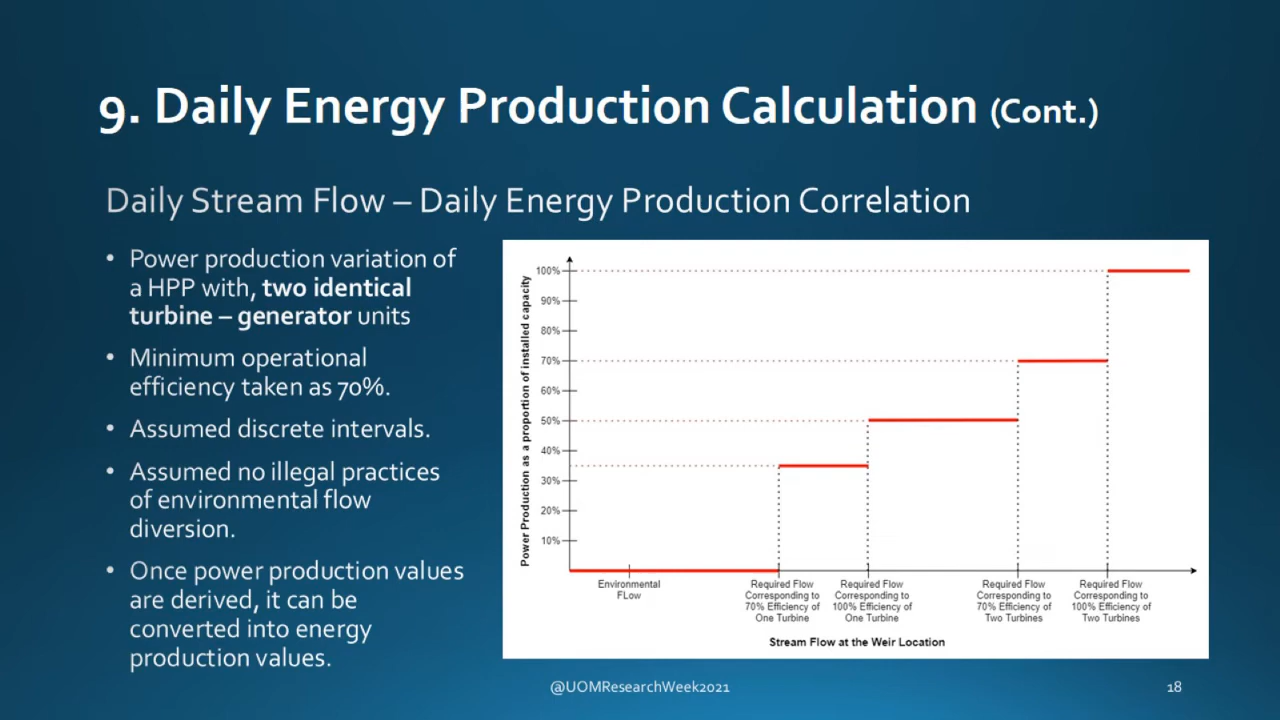 9. Daily Energy Production Calculation (Cont.)
Daily Stream Flow – Daily Energy Production Correlation
• Power production variation of
a HPP with, two identical
turbine – generator units
• Minimum operational
efficiency taken as 70%.
• Assumed discrete intervals.
• Assumed no illegal practices
of environmental flow
diversion.
• Once power production values
are derived, it can be
converted into energy
production values.
Power Production as a proportion of installed capacity
100%
90%
80%
70%
60%
50%
40%
30%
20%
10%
Environmental
FLow
Required Flow
Corresponding to
70% Efficiency of
One Turbine
Required Flow
Corresponding to
100% Efficiency of
One Turbine
Required Flow
Corresponding to
70% Efficiency of
Two Turbines
Required Flow
Corresponding to
100% Efficiency of
Two Turbines
Stream Flow at the Weir Location
@UOMResearchWeek2021
18